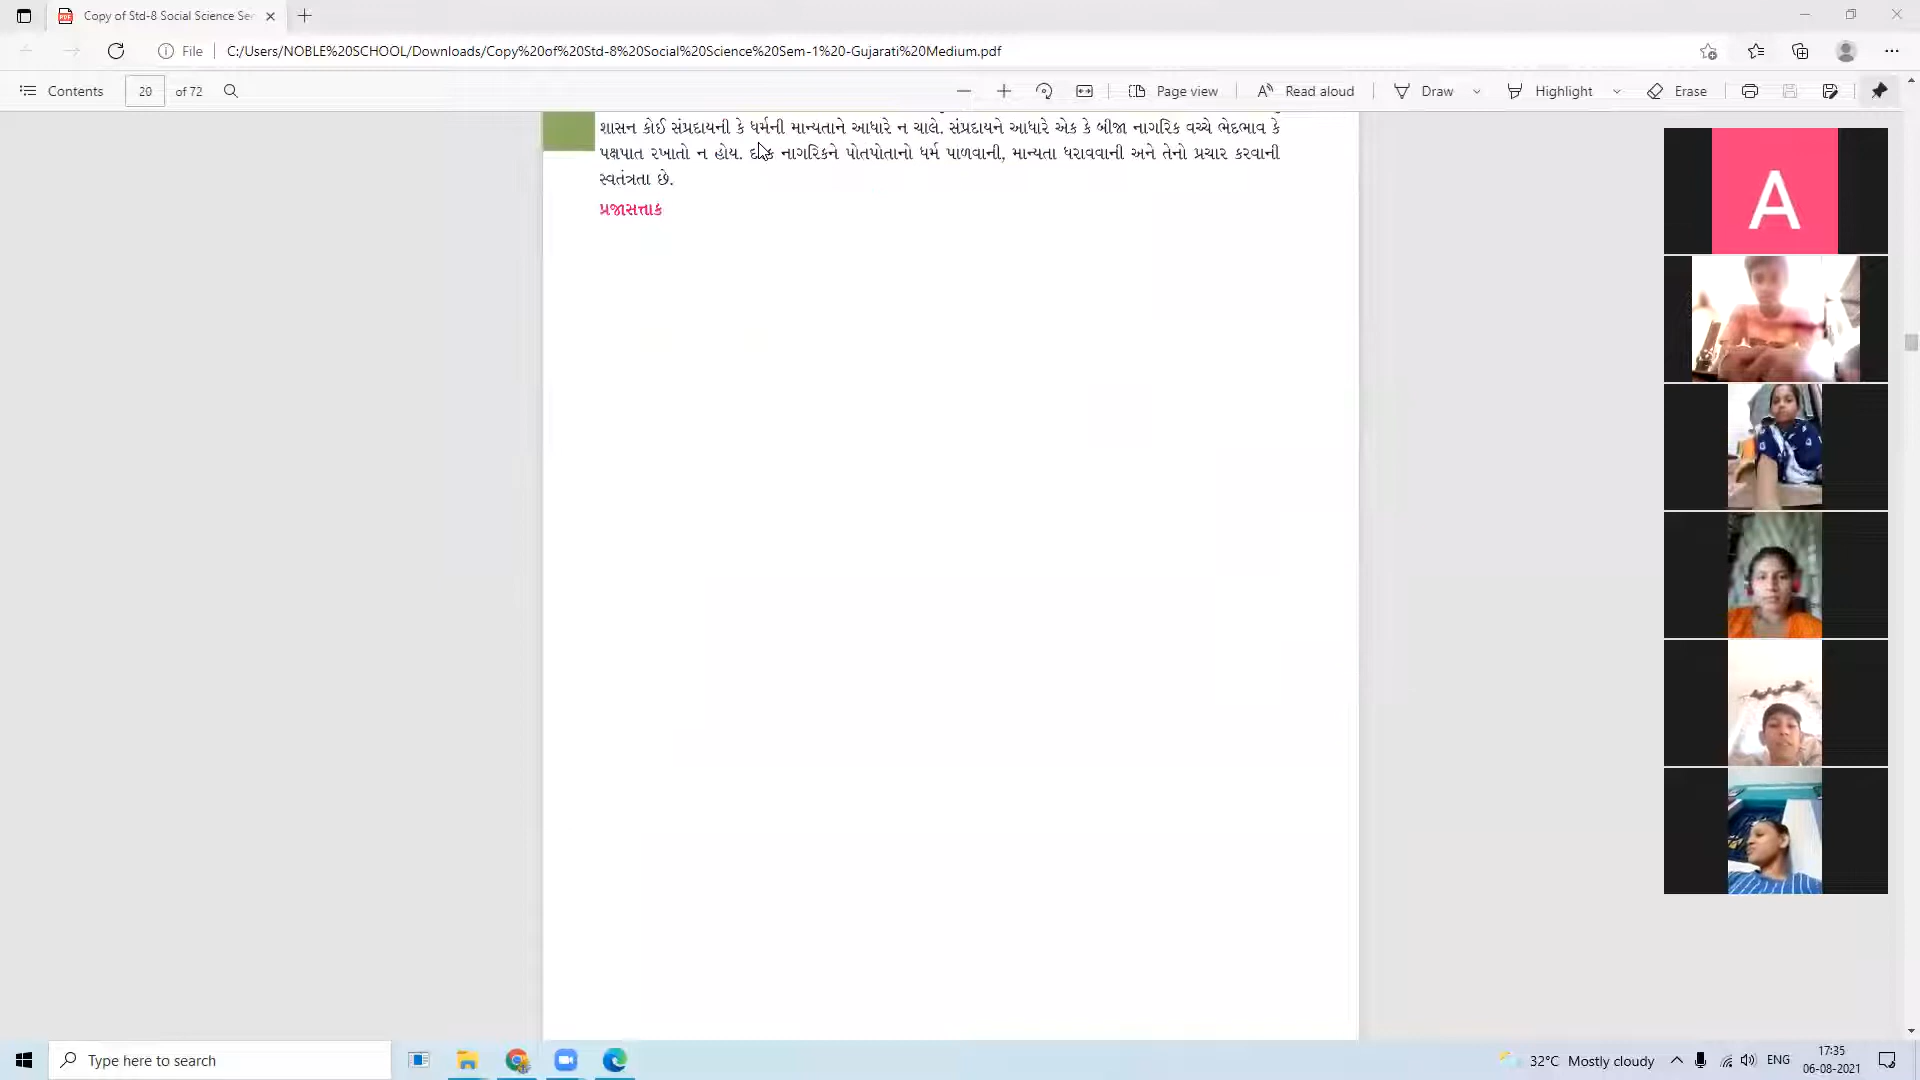 Copy of Std-8 Social Science Se
File
C:/Users/NOBLE%20SCHOOL/Downloads/Copy%20of%20Std-8%20Social%20Science%20Sem-1%20-Gujarati%20Medium.pdf
Contents
20 of 72
Page view
Read aloud
Draw
Highlight
Erase
શાસન કોઈ સંપ્રદાયની કે ધર્મની માન્યતાને આધારે ન ચાલે. સંપ્રદાયને આધારે એક કે બીજા નાગરિક વચ્ચે ભેદભાવ કે
પક્ષપાત રખાતો ન હોય. દરેક નાગરિકને પોતપોતાનો ધર્મ પાળવાની, માન્યતા ધરાવવાની અને તેનો પ્રચાર કરવાની
સ્વતંત્રતા છે.
પ્રજાસત્તાક
A
Type here to search
32°C Mostly cloudy
ENG
17:35
06-08-2021